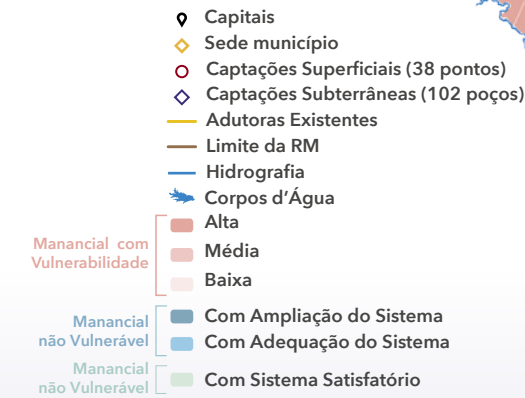 Capitais
Sede município
Captações Superficiais (38 pontos)
Captações Subterrâneas (102 poços)
Adutoras Existentes
Limite da RM
Hidrografia
Corpos d'Água
Manancial com
Vulnerabilidade
Alta
Média
Baixa
Manancial
não Vulnerável
Com Ampliação do Sistema
Com Adequação do Sistema
Manancial
não Vulnerável
Com Sistema Satisfatório